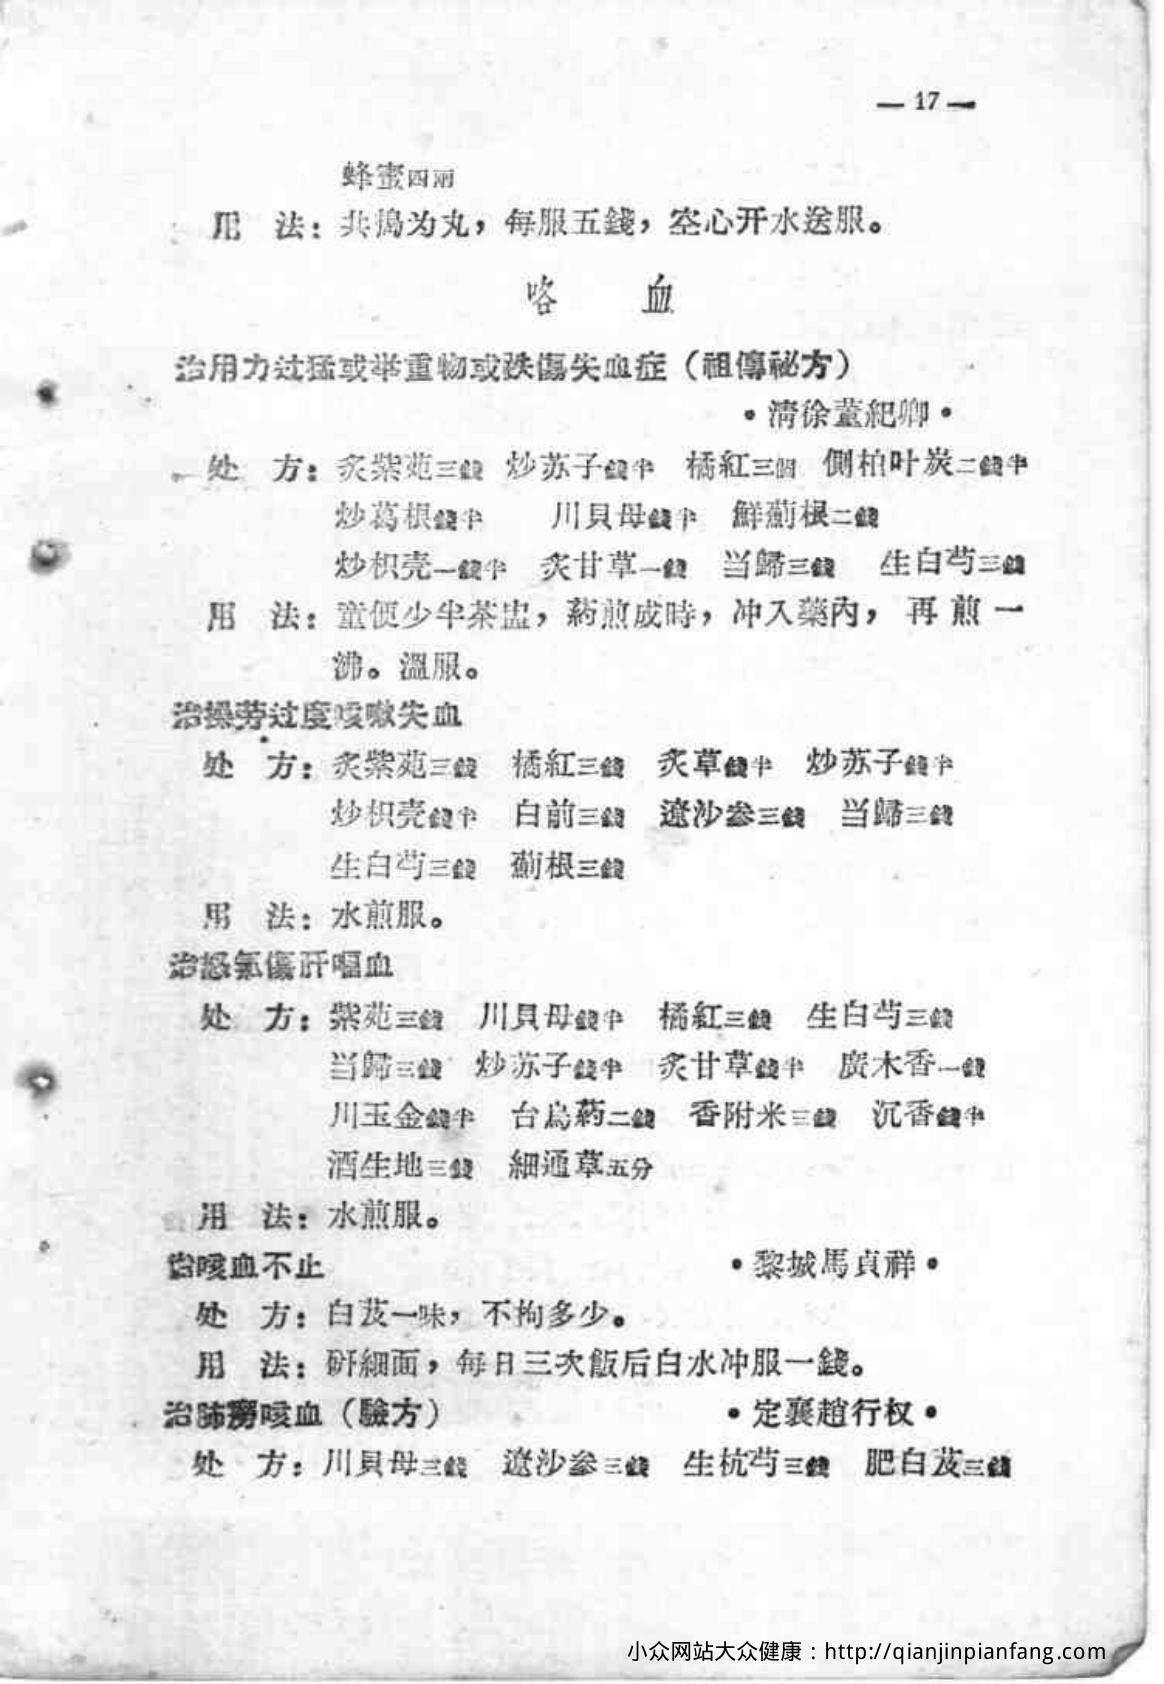 — 17 —
蜂蜜四兩
用　法：共搗为丸，每服五錢，空心开水送服。
咯　血
治用力过猛或举重物或跌傷失血症（祖傳祕方）
•清徐董紀卿•
处　方：炙紫苑三錢　炒苏子錢半　橘紅三個　側柏叶炭二錢半
炒葛根錢半　川貝母錢半　鮮薊根二錢
炒枳壳一錢半　炙甘草一錢　当歸三錢　生白芍三錢
用　法：童便少半茶盅，葯煎成時，冲入藥內，再煎一
沸。溫服。
治操劳过度咳嗽失血
处　方：炙紫苑三錢　橘紅三錢　炙草錢半　炒苏子錢半
炒枳壳錢半　白前三錢　遼沙参三錢　当歸三錢
生白芍三錢　薊根三錢
用　法：水煎服。
治怒氣傷肝嘔血
处　方：紫苑三錢　川貝母錢半　橘紅三錢　生白芍三錢
当歸三錢　炒苏子錢半　炙甘草錢半　廣木香一錢
川玉金錢半　台烏葯二錢　香附米三錢　沉香錢半
酒生地三錢　細通草五分
用　法：水煎服。
治咳血不止　•黎城馬貞祥•
处　方：白芨一味，不拘多少。
用　法：研細面，每日三次飯后白水冲服一錢。
治肺癆咳血（驗方）　•定襄趙行权•
处　方：川貝母三錢　遼沙参三錢　生杭芍三錢　肥白芨三錢
小众网站大众健康：http://qianjinpianfang.com